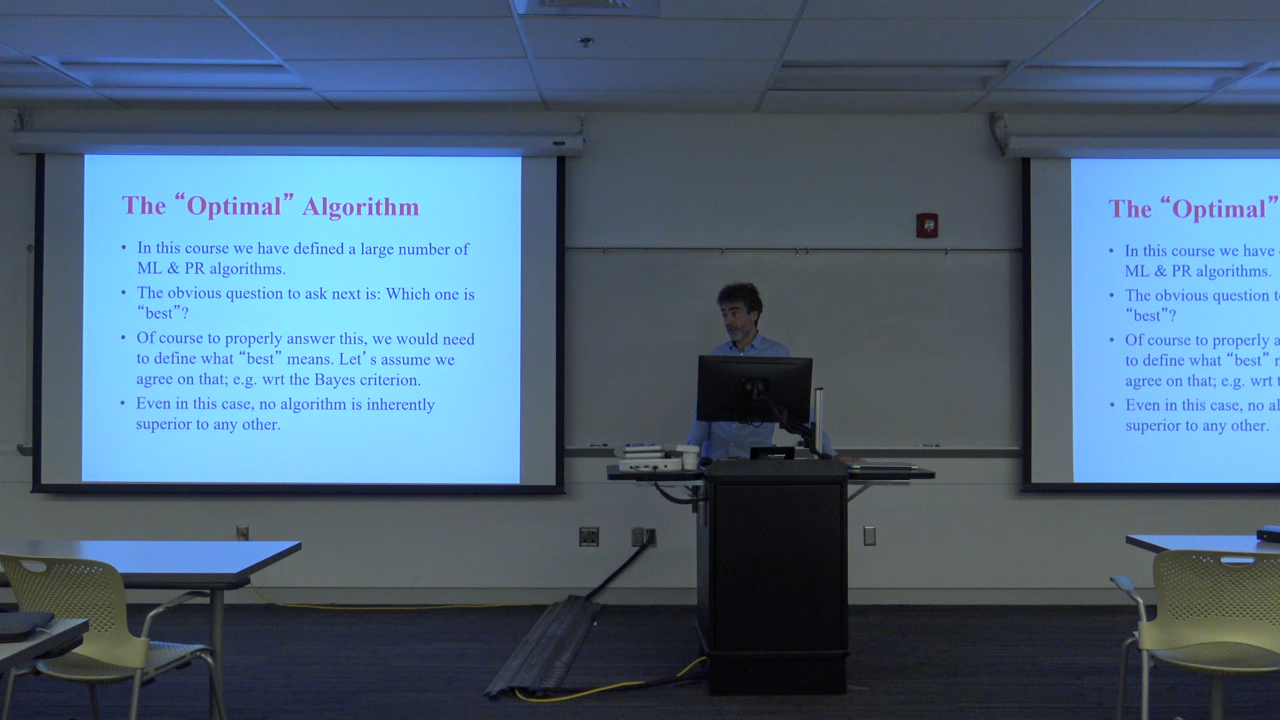 The “Optimal” Algorithm
• In this course we have defined a large number of
ML & PR algorithms.
• The obvious question to ask next is: Which one is
“best”?
• Of course to properly answer this, we would need
to define what “best” means. Let’s assume we
agree on that; e.g. wrt the Bayes criterion.
• Even in this case, no algorithm is inherently
superior to any other.
The “Optimal”
• In this course we have
ML & PR algorithms.
• The obvious question
“best”?
• Of course to properly
to define what “best”
agree on that; e.g. wrt
• Even in this case, no
superior to any other.